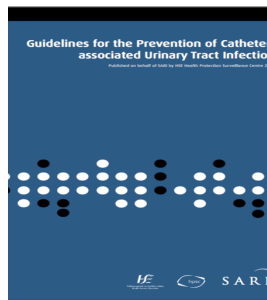 Guidelines for the Prevention of Cathete
associated Urinary Tract Infectio
Published on behalf of SARI by HSE Health Protection Surveillance Centre 2
SAR